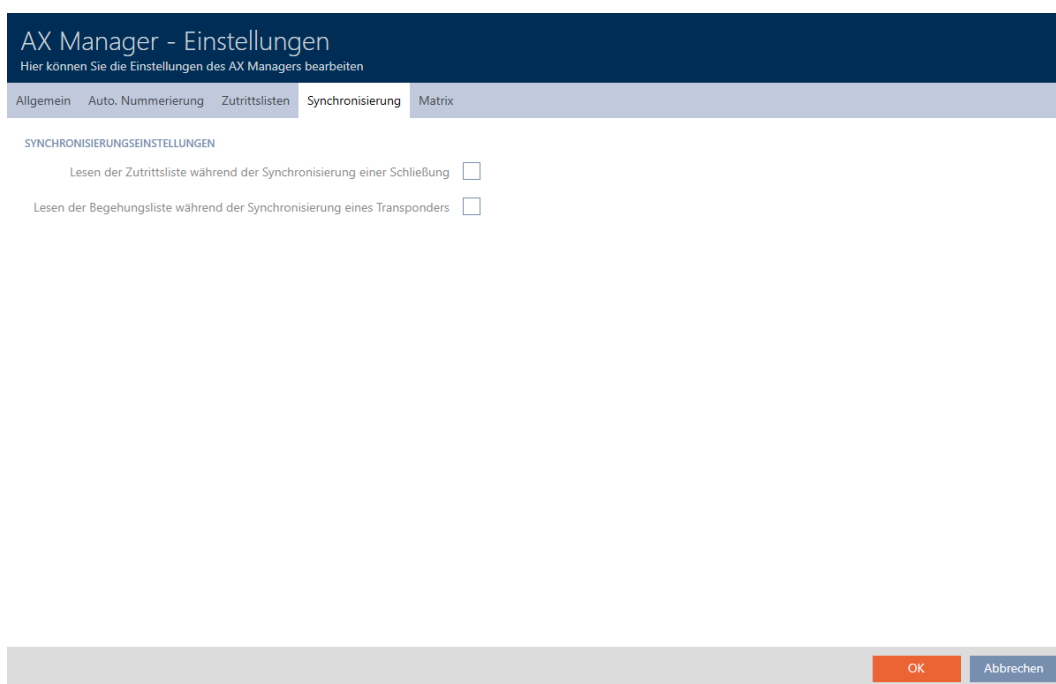 AX Manager - Einstellungen
Hier können Sie die Einstellungen des AX Managers bearbeiten
Allgemein Auto. Nummerierung Zutrittslisten Synchronisierung Matrix
SYNCHRONISIERUNGSEINSTELLUNGEN
Lesen der Zutrittsliste während der Synchronisierung einer Schließung
Lesen der Begehungsliste während der Synchronisierung eines Transponders
OK Abbrechen